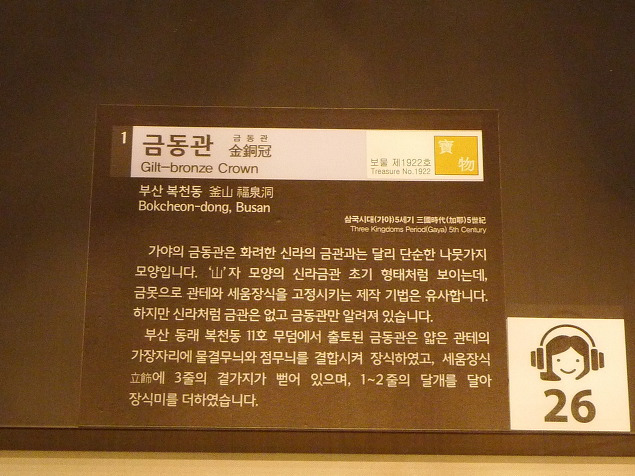 1
금동관 금동관 金銅冠
Gilt-bronze Crown
보물 제1922호
Treasure No.1922
寶物
부산 복천동 釜山 福泉洞
Bokcheon-dong, Busan
삼국시대(가야)5세기 三國時代(加耶)5世紀
Three Kingdoms Period(Gaya) 5th Century
가야의 금동관은 화려한 신라의 금관과는 달리 단순한 나뭇가지
모양입니다. '山'자 모양의 신라금관 초기 형태처럼 보이는데,
금못으로 관테와 세움장식을 고정시키는 제작 기법은 유사합니다.
하지만 신라처럼 금관은 없고 금동관만 알려져 있습니다.
부산 동래 복천동 11호 무덤에서 출토된 금동관은 얇은 관테의
가장자리에 물결무늬와 점무늬를 결합시켜 장식하였고, 세움장식
立飾에 3줄의 곁가지가 뻗어 있으며, 1~2줄의 달개를 달아
장식미를 더하였습니다.
26